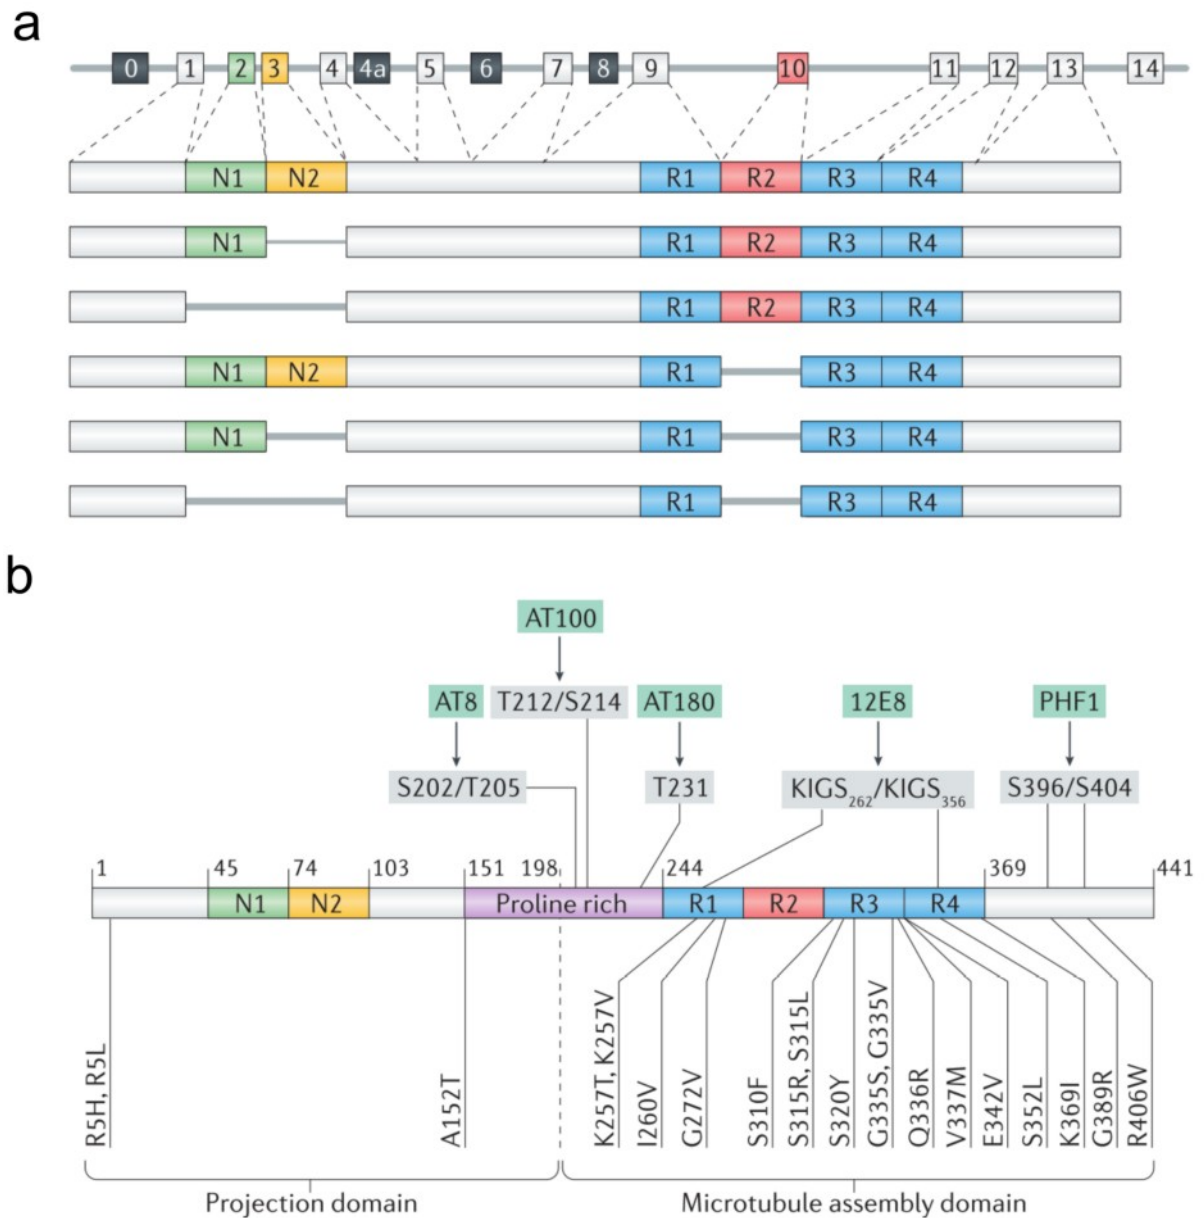 a
0 1 2 3 4 4a 5 6 7 8 9 10 11 12 13 14
N1 N2 R1 R2 R3 R4
N1 R1 R2 R3 R4
R1 R2 R3 R4
N1 N2 R1 R3 R4
N1 R1 R3 R4
R1 R3 R4
b
AT100
AT8 T212/S214 AT180 12E8 PHF1
S202/T205 T231 KIGS262/KIGS356 S396/S404
1 45 74 103 151 198 244 369 441
N1 N2 Proline rich R1 R2 R3 R4
R5H, R5L
A152T
K257T, K257V
I260V
G272V
S310F
S315R, S315L
S320Y
G335S, G335V
Q336R
V337M
E342V
S352L
K369I
G389R
R406W
Projection domain Microtubule assembly domain